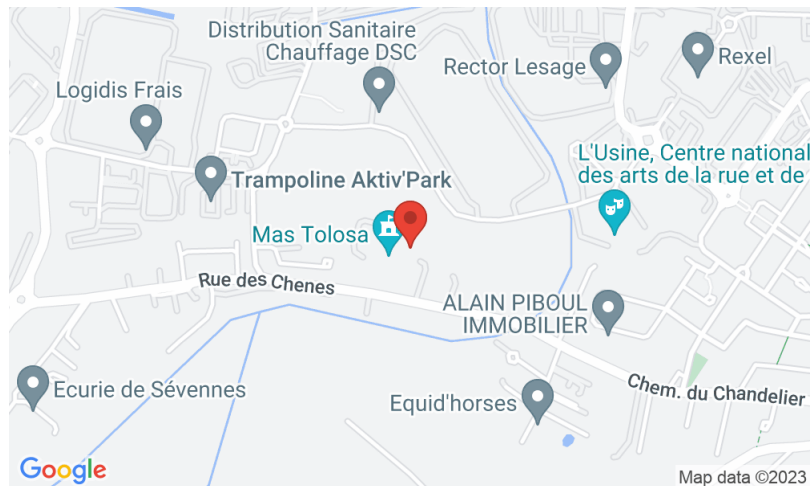 Distribution Sanitaire
Chauffage DSC
Rector Lesage
Rexel
Logidis Frais
L'Usine, Centre national
des arts de la rue et de
Trampoline Aktiv'Park
Mas Tolosa
Rue des Chenes
ALAIN PIBOUL
IMMOBILIER
Ecurie de Sévennes
Equid'horses
Chem. du Chandelier
Google
Map data ©2023